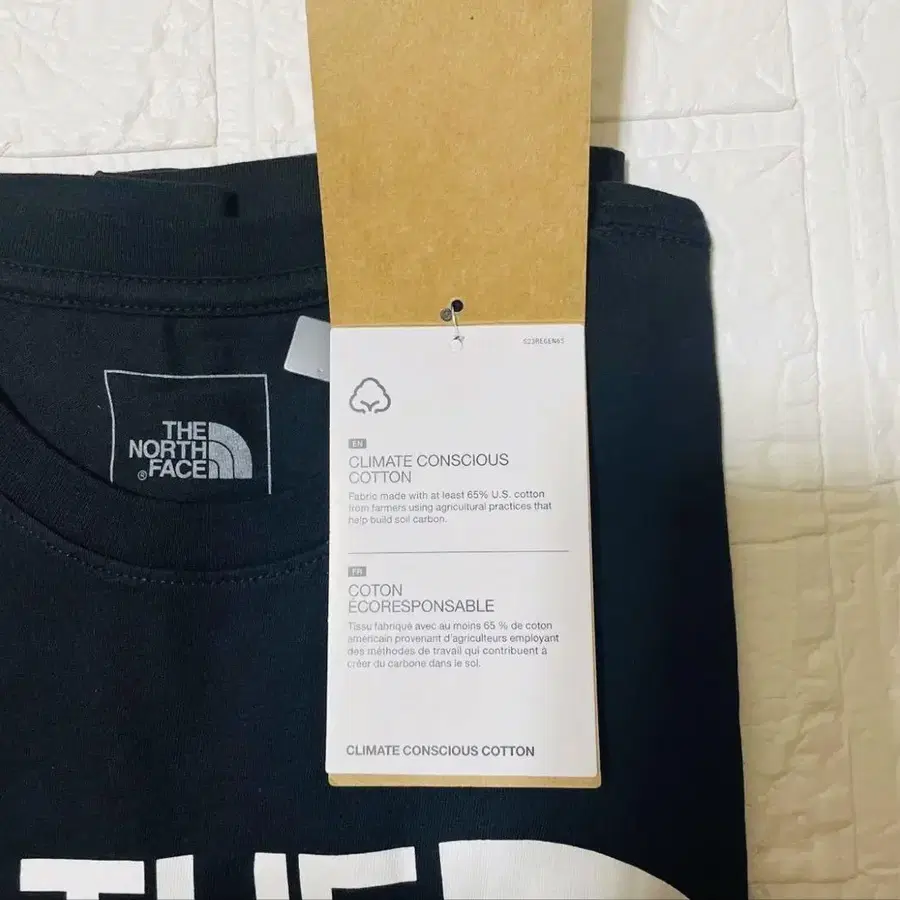 THE
NORTH
FACE
®
S23REGEN65
EN
CLIMATE CONSCIOUS
COTTON
Fabric made with at least 65% U.S. cotton
from farmers using agricultural practices that
help build soil carbon.
FR
COTON
ÉCORESPONSABLE
Tissu fabriqué avec au moins 65 % de coton
américain provenant d'agriculteurs employant
des méthodes de travail qui contribuent à
créer du carbone dans le sol.
CLIMATE CONSCIOUS COTTON
THE